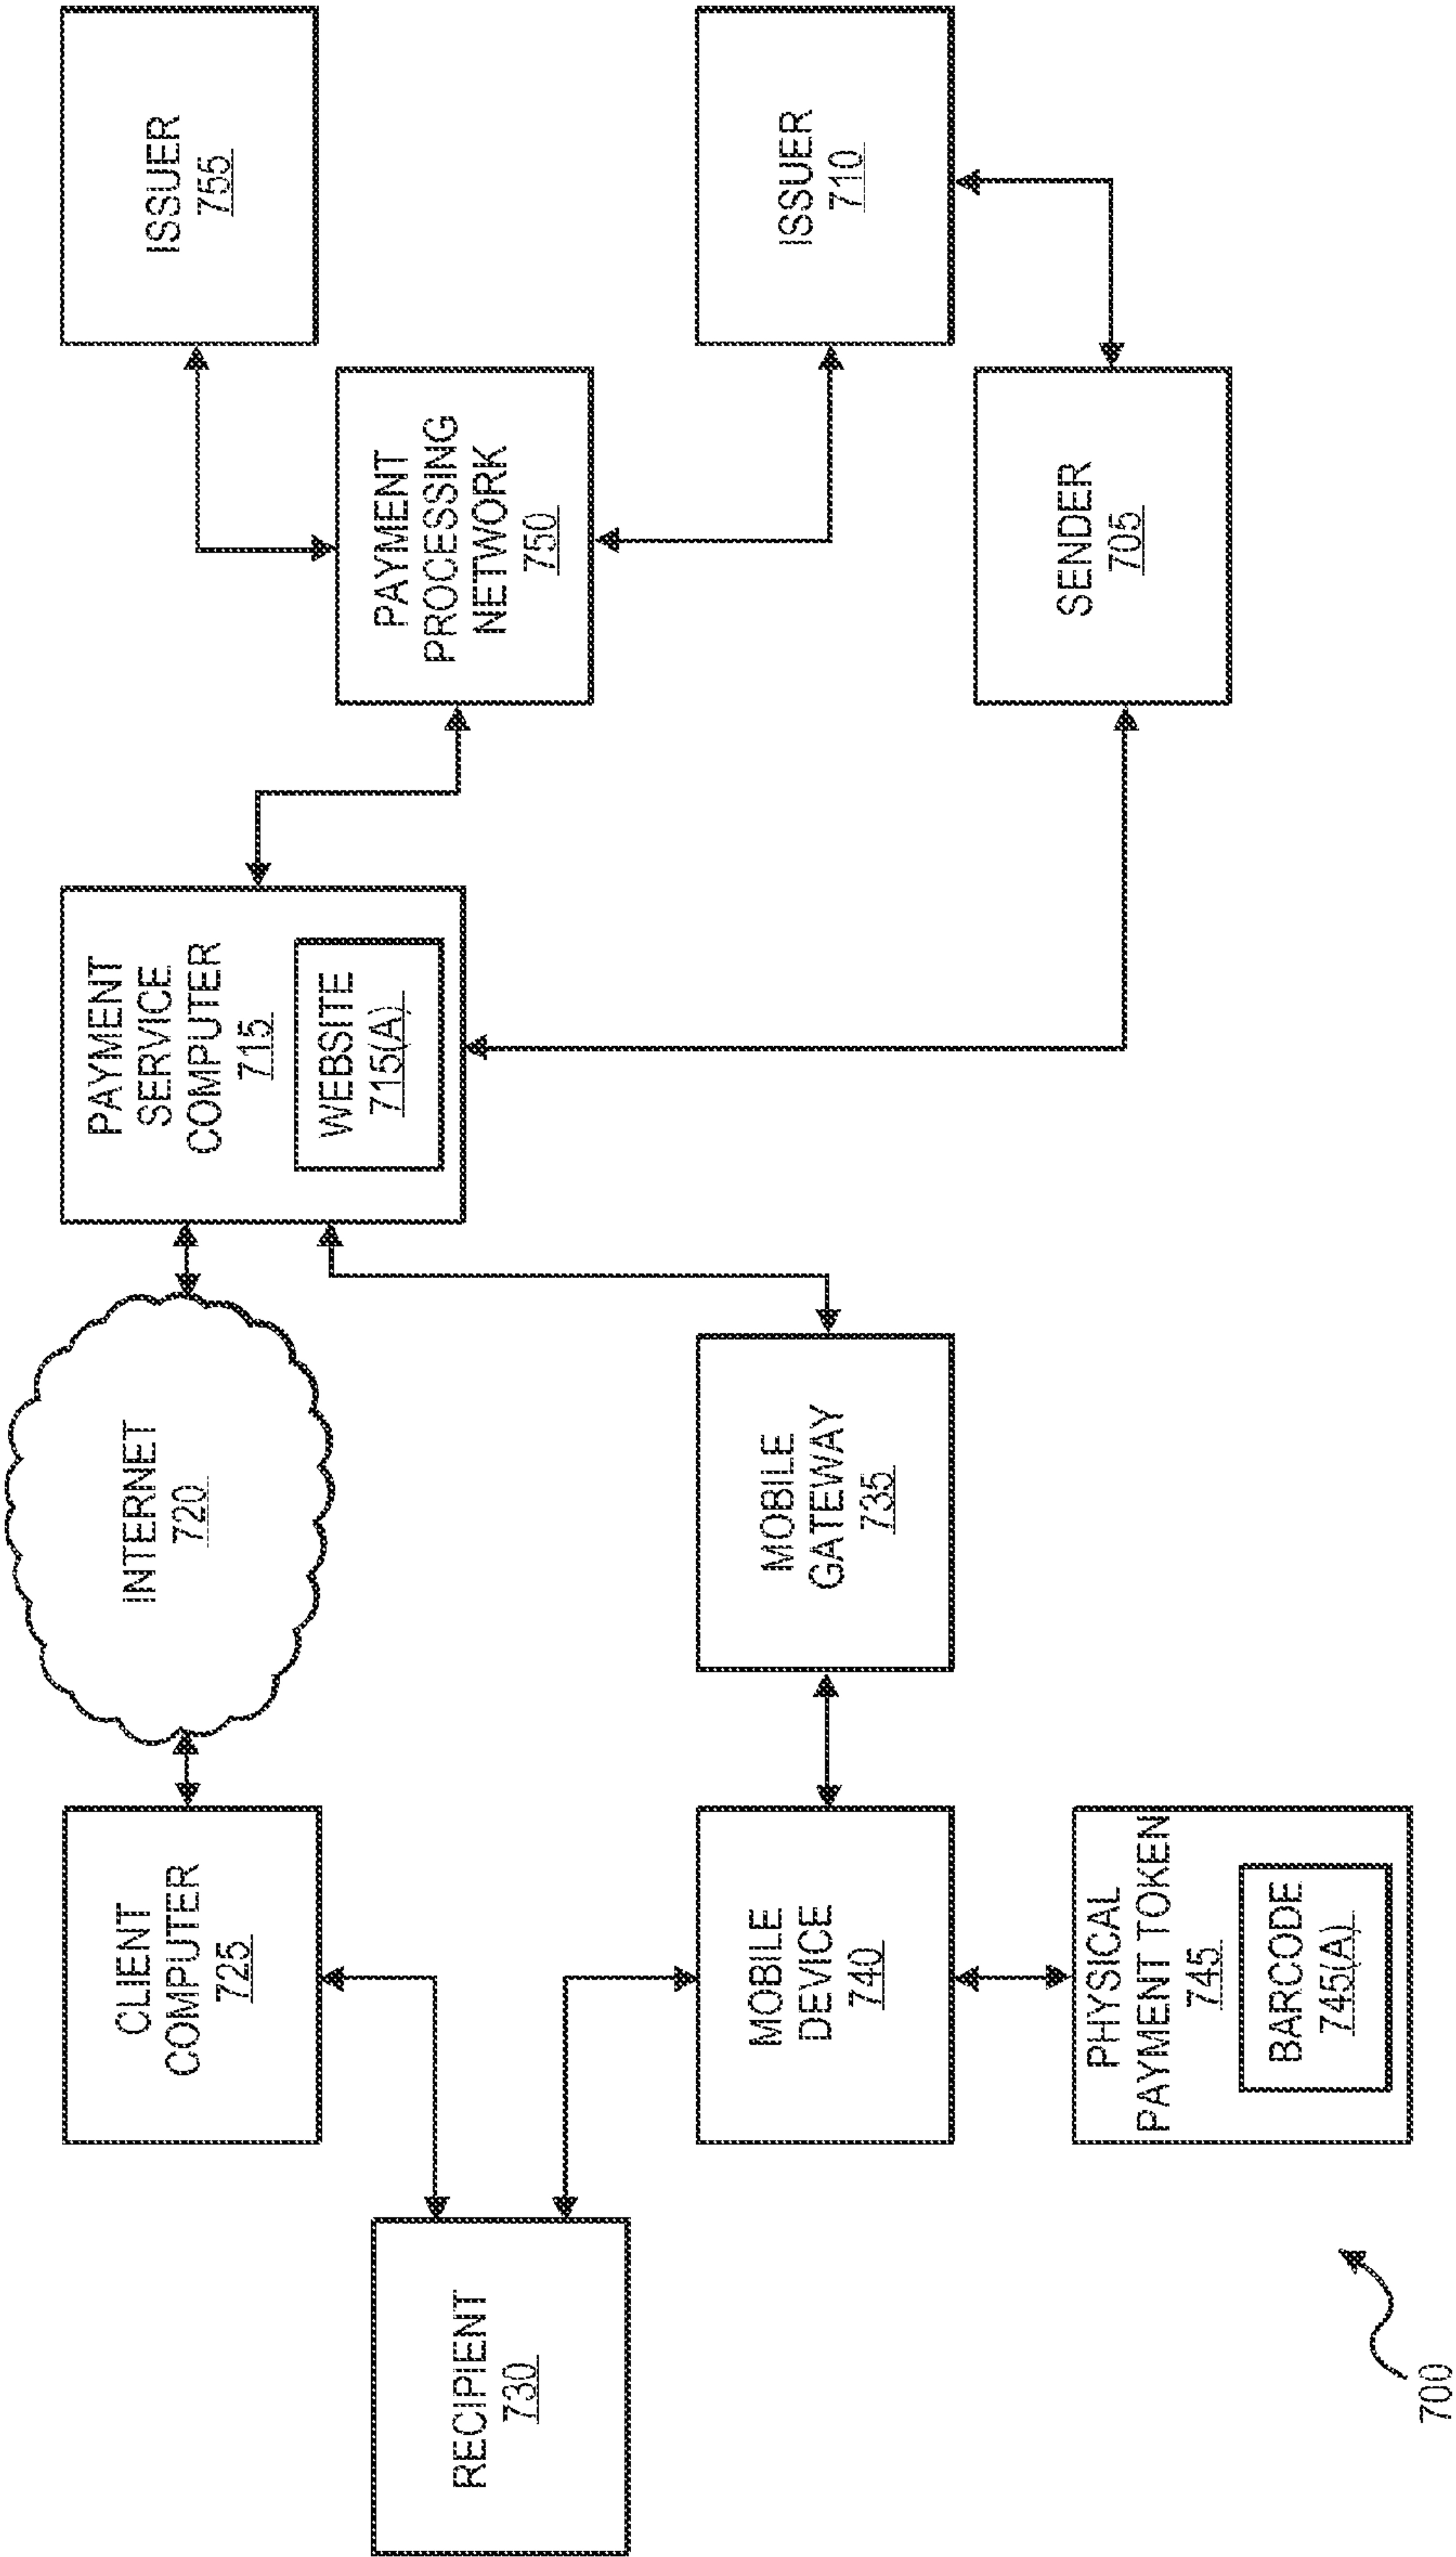 RECIPIENT
730
CLIENT
COMPUTER
725
INTERNET
720
PAYMENT
SERVICE
COMPUTER
715
WEBSITE
715(A)
PAYMENT
PROCESSING
NETWORK
750
ISSUER
755
ISSUER
710
SENDER
705
MOBILE
GATEWAY
735
MOBILE
DEVICE
740
PHYSICAL
PAYMENT TOKEN
745
BARCODE
745(A)
700